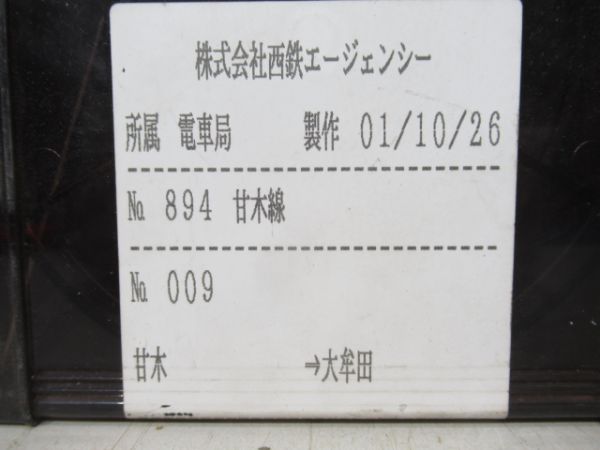 株式会社西鉄エージェンシー
所属 電車局 製作 01/10/26
№ 894 甘木線
№ 009
甘木 →大牟田